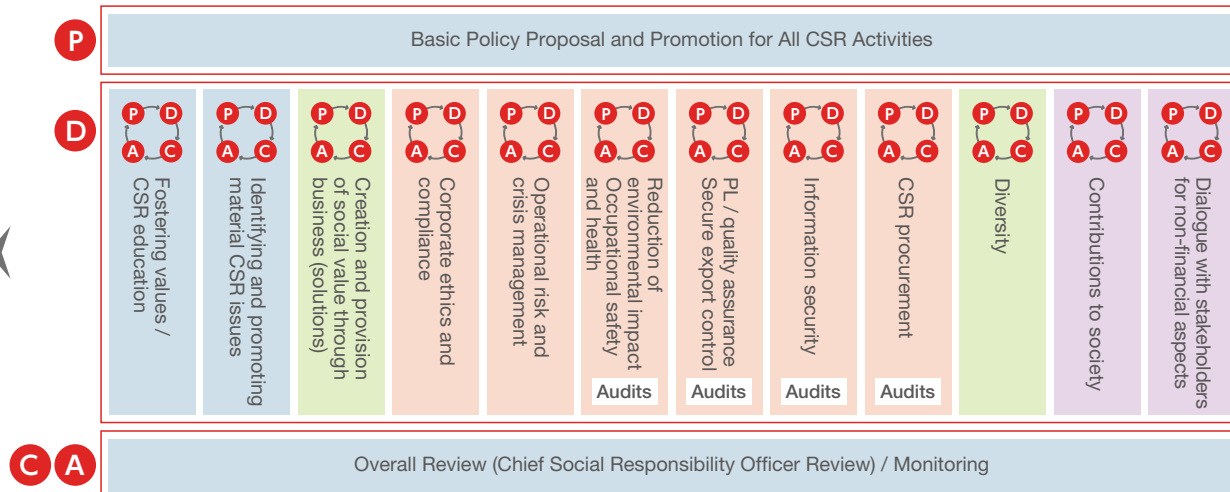 P
Basic Policy Proposal and Promotion for All CSR Activities
D
P D
A C
Fostering values /
CSR education
P D
A C
Identifying and promoting
material CSR issues
P D
A C
Creation and provision
of social value through
business (solutions)
P D
A C
Corporate ethics and
compliance
P D
A C
Operational risk and
crisis management
P D
A C
Reduction of
environmental impact
Occupational safety
and health
Audits
P D
A C
PL / quality assurance
Secure export control
Audits
P D
A C
Information security
Audits
P D
A C
CSR procurement
Audits
P D
A C
Diversity
P D
A C
Contributions to society
P D
A C
Dialogue with stakeholders
for non-financial aspects
C A
Overall Review (Chief Social Responsibility Officer Review) / Monitoring